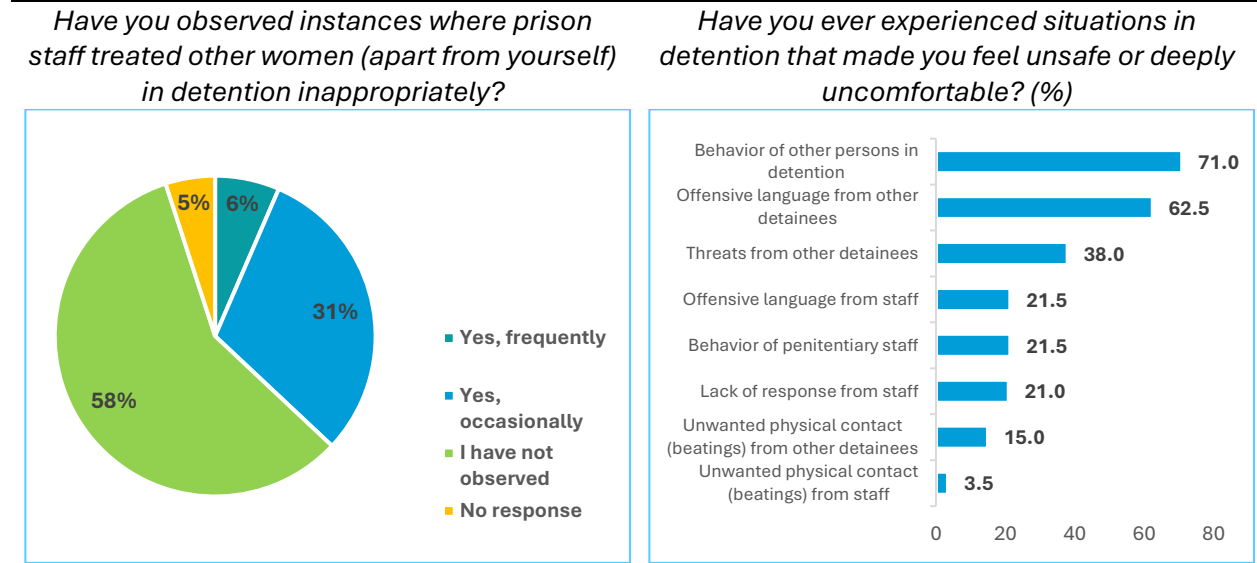 Have you observed instances where prison
staff treated other women (apart from yourself)
in detention inappropriately?
5%
6%
31%
58%
Yes, frequently
Yes,
occasionally
I have not
observed
No response
Have you ever experienced situations in
detention that made you feel unsafe or deeply
uncomfortable? (%)
Behavior of other persons in
detention
71.0
Offensive language from other
detainees
62.5
Threats from other detainees
38.0
Offensive language from staff
21.5
Behavior of penitentiary staff
21.5
Lack of response from staff
21.0
Unwanted physical contact
(beatings) from other detainees
15.0
Unwanted physical contact
(beatings) from staff
3.5
0 20 40 60 80